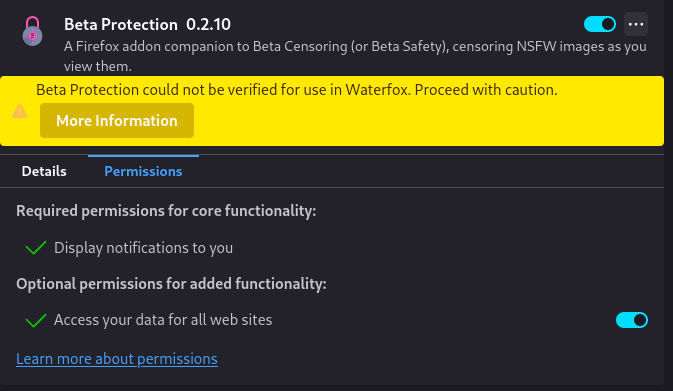 Beta Protection 0.2.10
A Firefox addon companion to Beta Censoring (or Beta Safety), censoring NSFW images as you
view them.
Beta Protection could not be verified for use in Waterfox. Proceed with caution.
More Information
Details Permissions
Required permissions for core functionality:
Display notifications to you
Optional permissions for added functionality:
Access your data for all web sites
Learn more about permissions